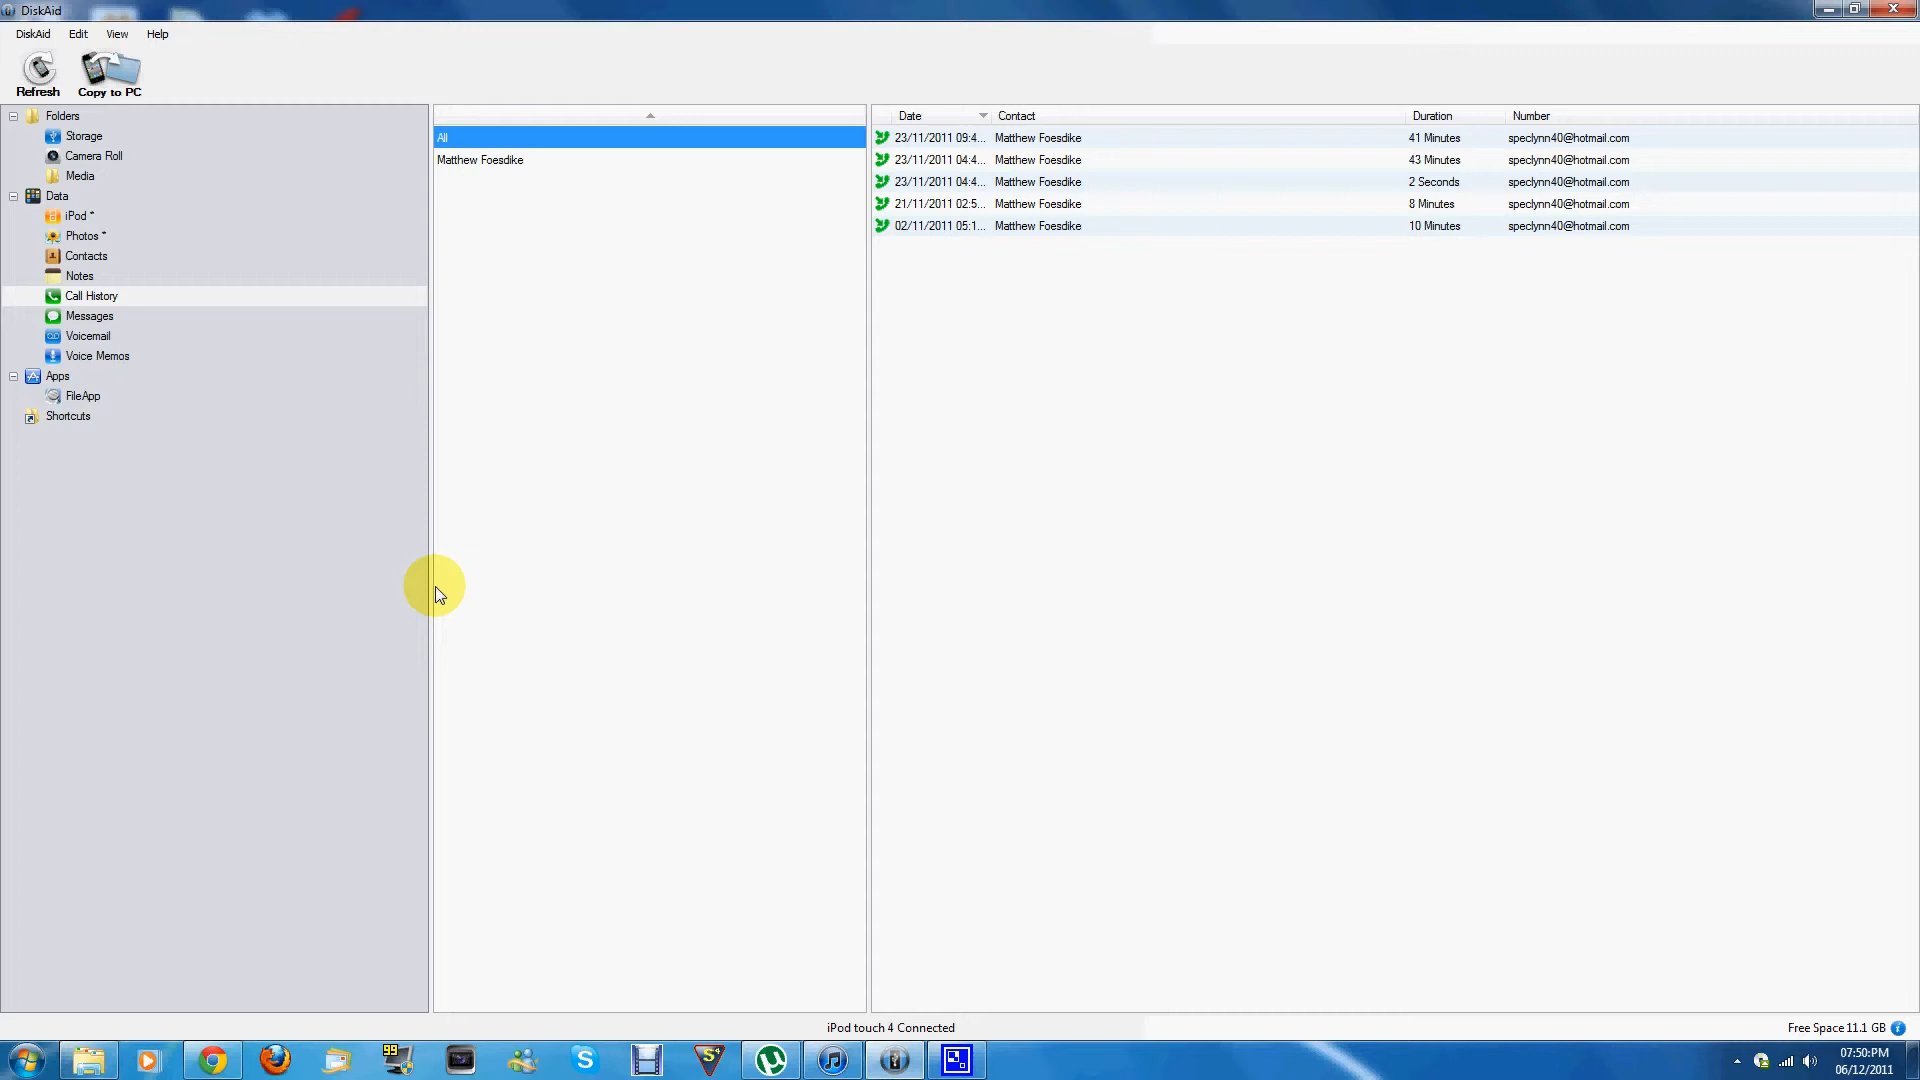 DiskAid
DiskAid Edit View Help
Refresh Copy to PC
Folders
Storage
Camera Roll
Media
Data
iPod *
Photos *
Contacts
Notes
Call History
Messages
Voicemail
Voice Memos
Apps
FileApp
Shortcuts
All
Matthew Foesdike
Date Contact Duration Number
23/11/2011 09:4... Matthew Foesdike 41 Minutes speclynn40@hotmail.com
23/11/2011 04:4... Matthew Foesdike 43 Minutes speclynn40@hotmail.com
23/11/2011 04:4... Matthew Foesdike 2 Seconds speclynn40@hotmail.com
21/11/2011 02:5... Matthew Foesdike 8 Minutes speclynn40@hotmail.com
02/11/2011 05:1... Matthew Foesdike 10 Minutes speclynn40@hotmail.com
iPod touch 4 Connected
Free Space 11.1 GB
99
07:50:PM
06/12/2011